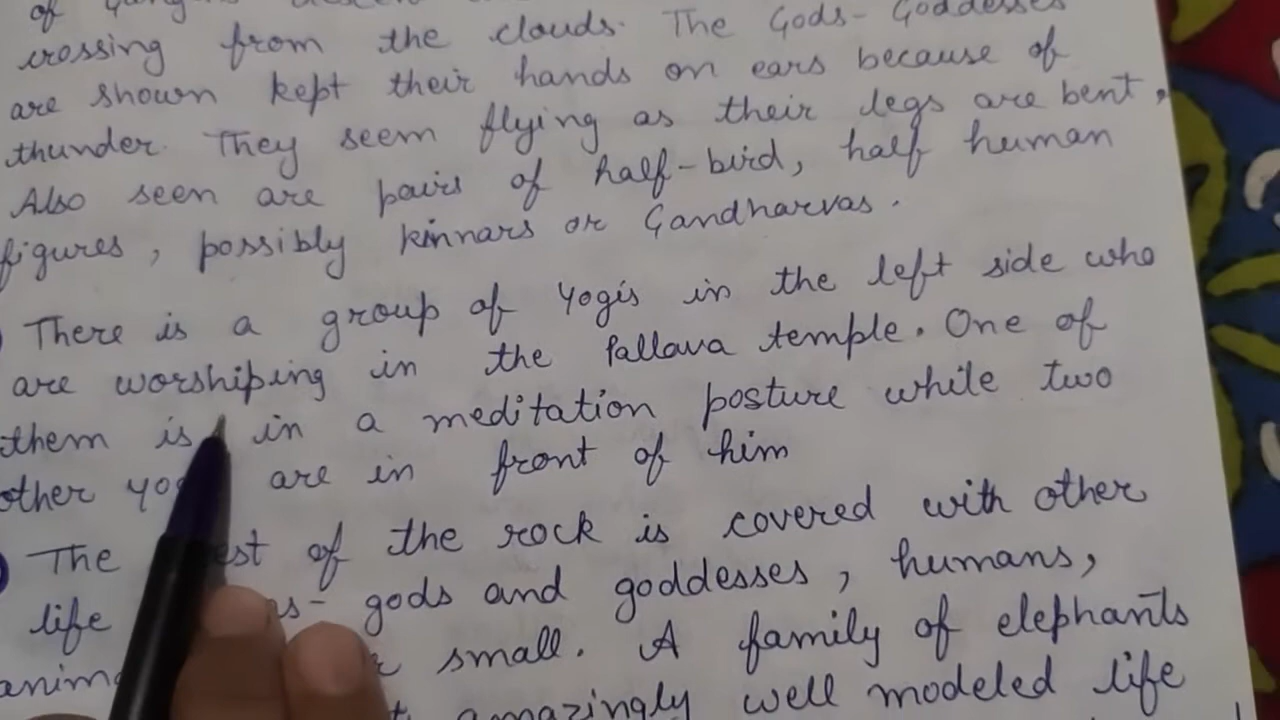 of
crossing from the clouds. The Gods-Goddesses
are shown kept their hands on ears because of
thunder. They seem flying as their legs are bent,
Also seen are pairs of half-bird, half human
figures, possibly kinnars or Gandharvas.
There is a group of Yogis in the left side who
are worshiping in the Pallava temple. One of
them is in a meditation posture while two
other are in front of him
The of the rock is covered with other
life gods and goddesses, humans,
small. A family of elephants
amazingly well modeled life